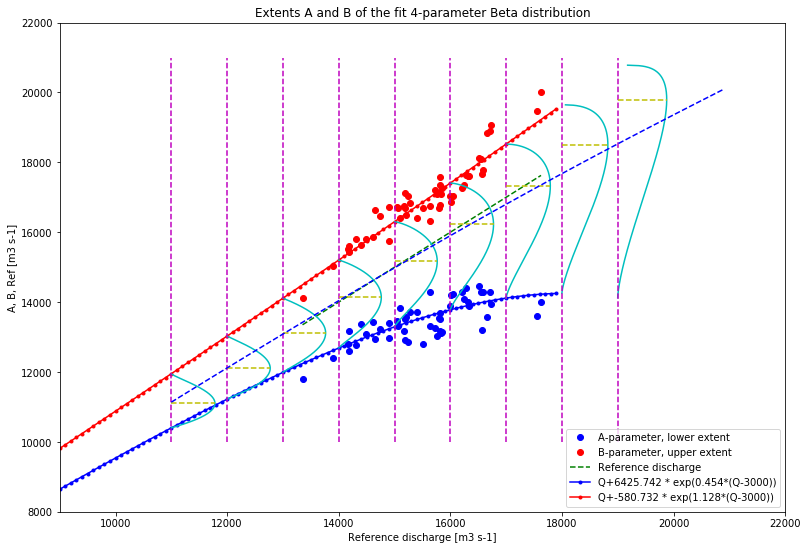 Extents A and B of the fit 4-parameter Beta distribution
22000
20000
18000
16000
14000
12000
10000
8000
A, B. Ref [m3 s-1]
A-parameter, lower extent
B-parameter, upper extent
Reference discharge
Q+6425.742 * exp(0.454*(Q-3000))
Q+-580.732 * exp(1.128*(Q-3000))
10000 12000 14000 16000 18000 20000 22000
Reference discharge [m3 s-1]